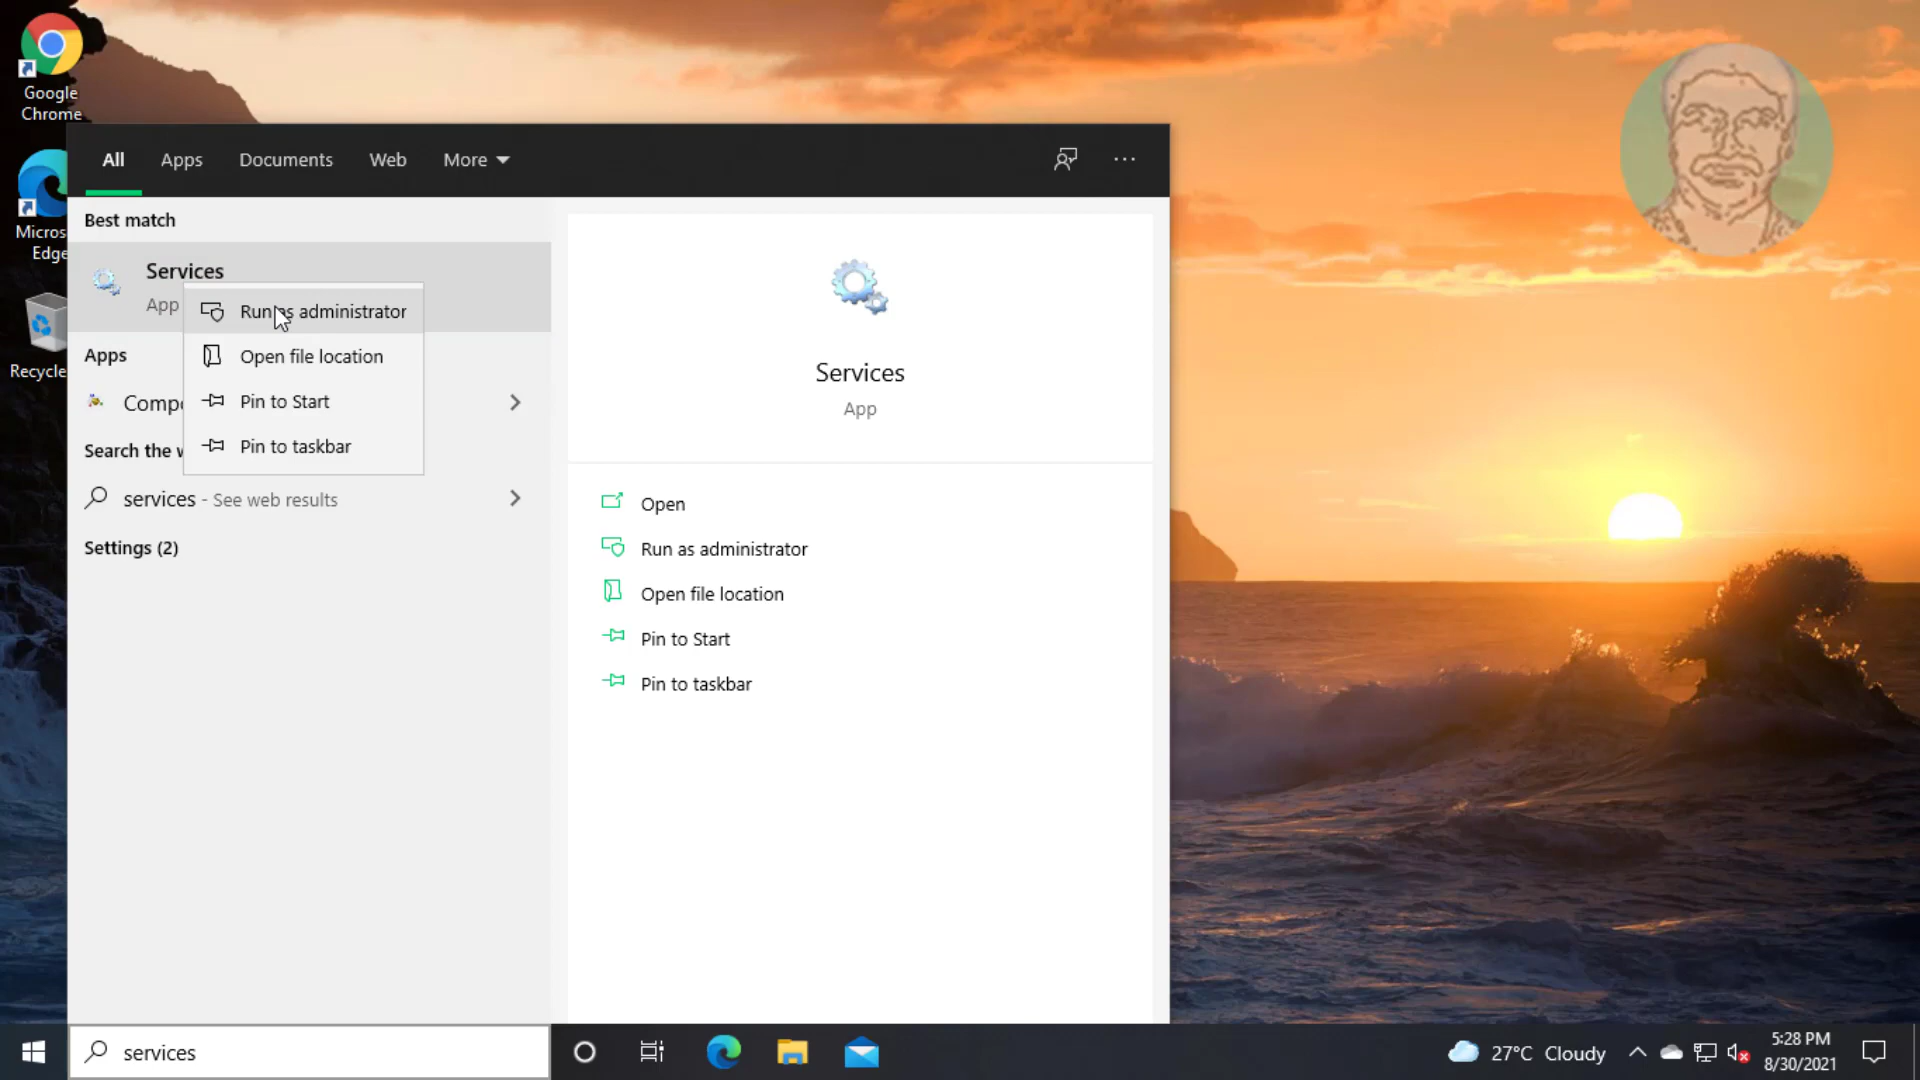 Google
Chrome
Edge
Recycle
All
Apps
Documents
Web
More
Best match
Services
App
Run as administrator
Open file location
Pin to Start
Pin to taskbar
Apps
Search the
services - See web results
Settings (2)
Services
App
Open
Run as administrator
Open file location
Pin to Start
Pin to taskbar
services
27°C Cloudy
5:28 PM
8/30/2021